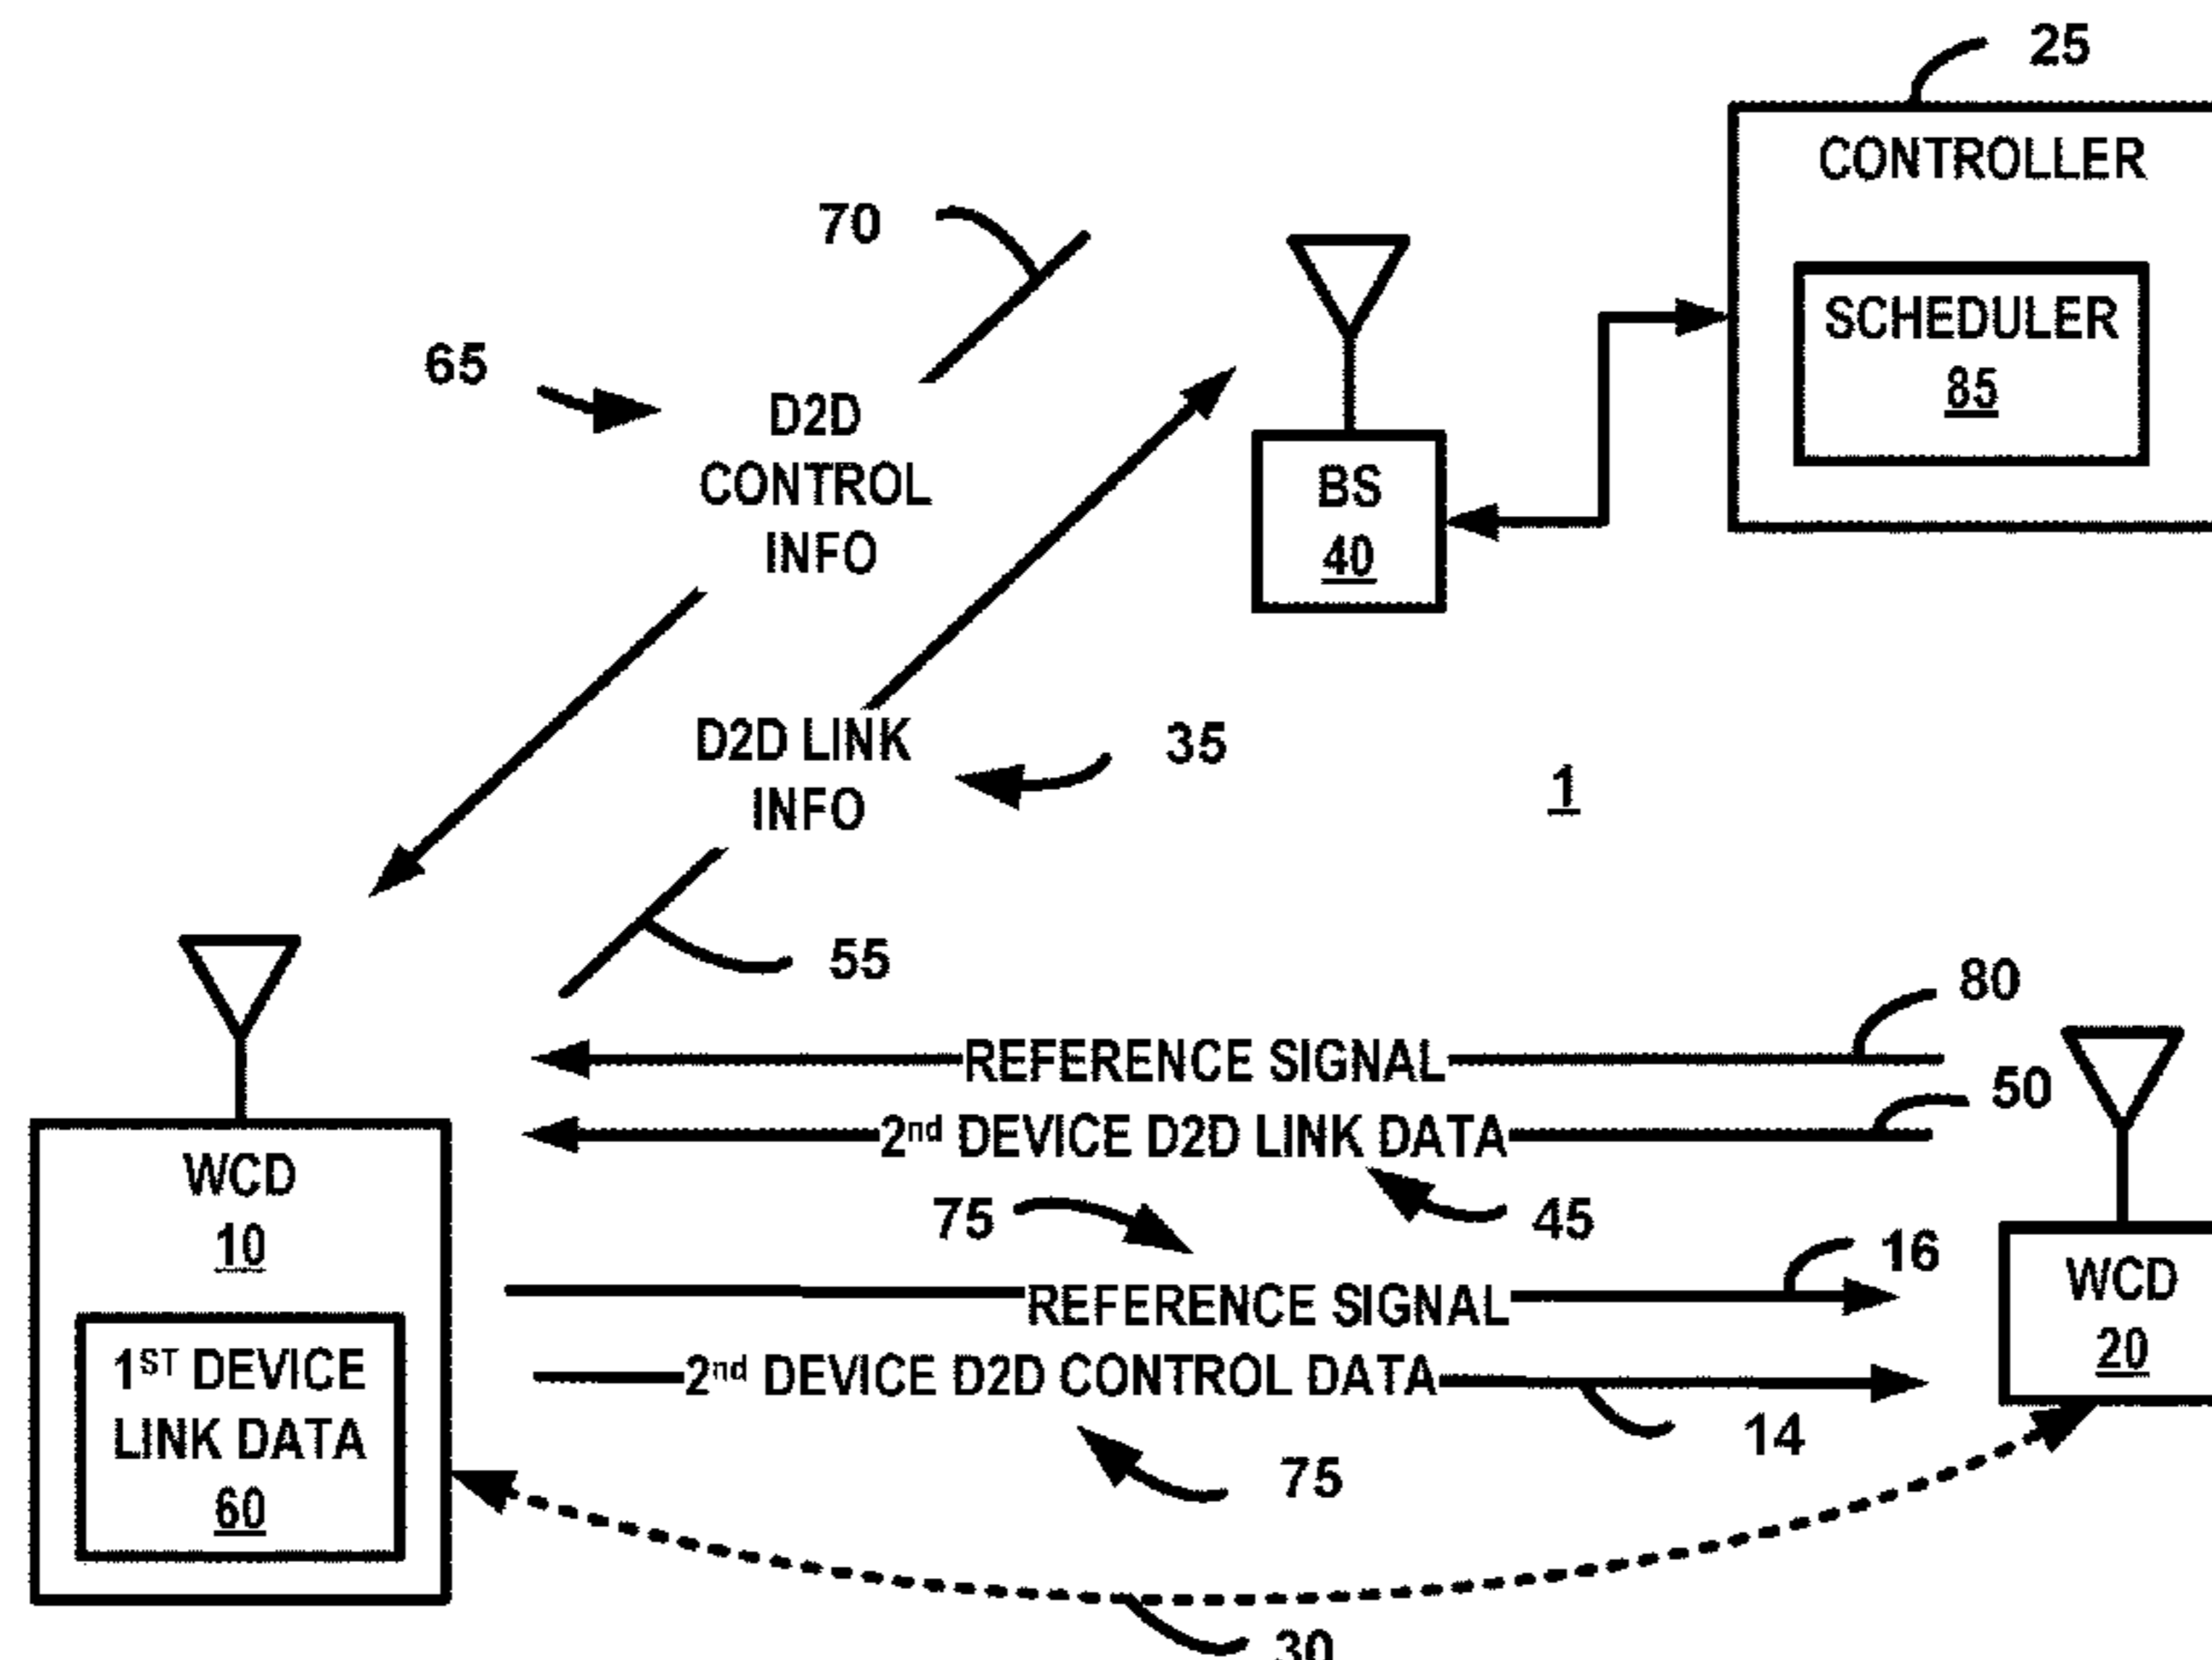 25
CONTROLLER
SCHEDULER
85
70
65
D2D
CONTROL
INFO
BS
40
D2D LINK
INFO
35
1
55
80
REFERENCE SIGNAL
50
2nd DEVICE D2D LINK DATA
75
45
16
REFERENCE SIGNAL
2nd DEVICE D2D CONTROL DATA
14
75
WCD
10
1ST DEVICE
LINK DATA
60
WCD
20
30